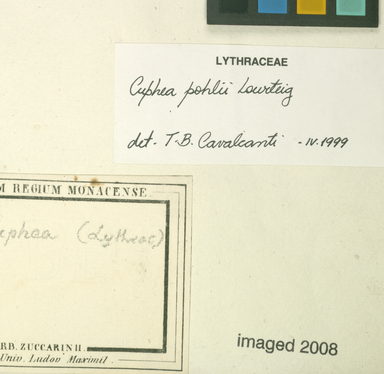 LYTHRACEAE
Cuphea pohlii Lourteig
det. T.B. Cavalcanti - IV.1999
M REGIUM MONACENSE
uphea (Lythrac)
RB. ZUCCARINII.
Univ. Ludov. Maximil.
imaged 2008